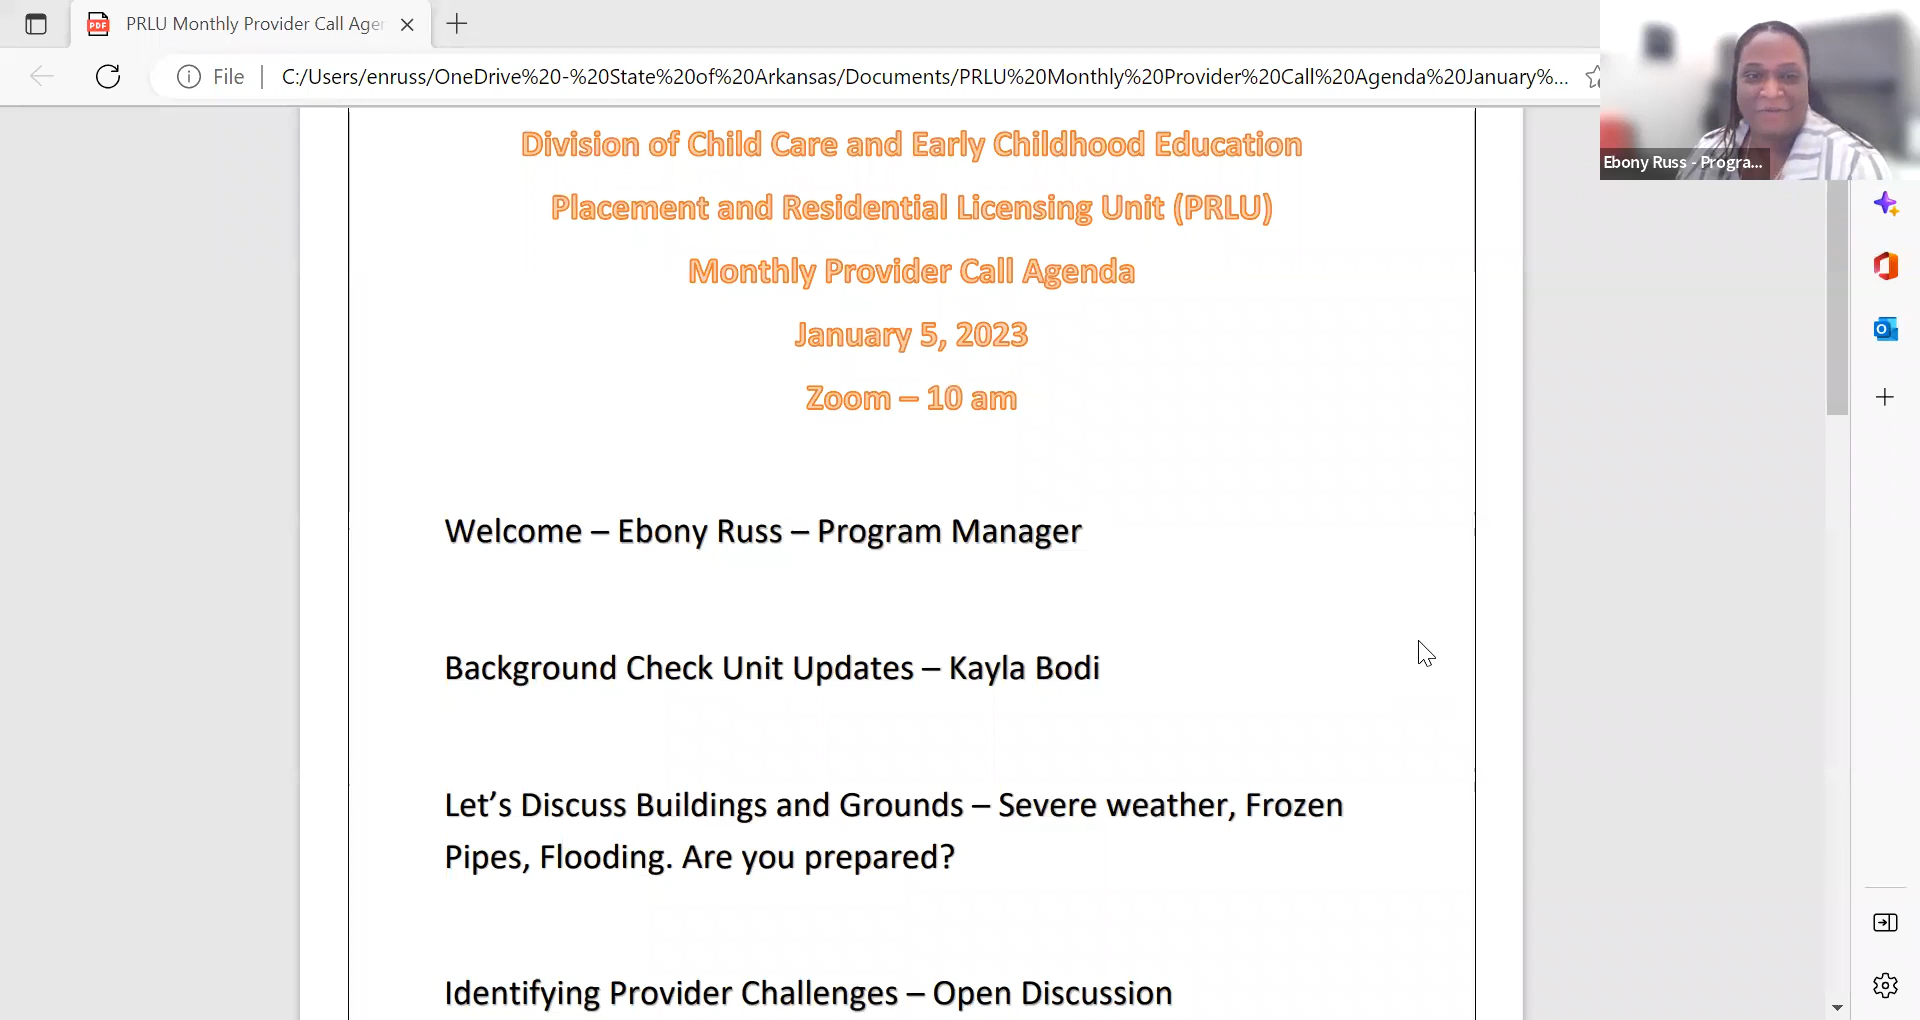 PRLU Monthly Provider Call Agen
File
C:/Users/enruss/OneDrive%20-%20State%20of%20Arkansas/Documents/PRLU%20Monthly%20Provider%20Call%20Agenda%20January%...
Ebony Russ - Progra...
Division of Child Care and Early Childhood Education
Placement and Residential Licensing Unit (PRLU)
Monthly Provider Call Agenda
January 5, 2023
Zoom – 10 am
Welcome – Ebony Russ – Program Manager
Background Check Unit Updates – Kayla Bodi
Let’s Discuss Buildings and Grounds – Severe weather, Frozen
Pipes, Flooding. Are you prepared?
Identifying Provider Challenges – Open Discussion